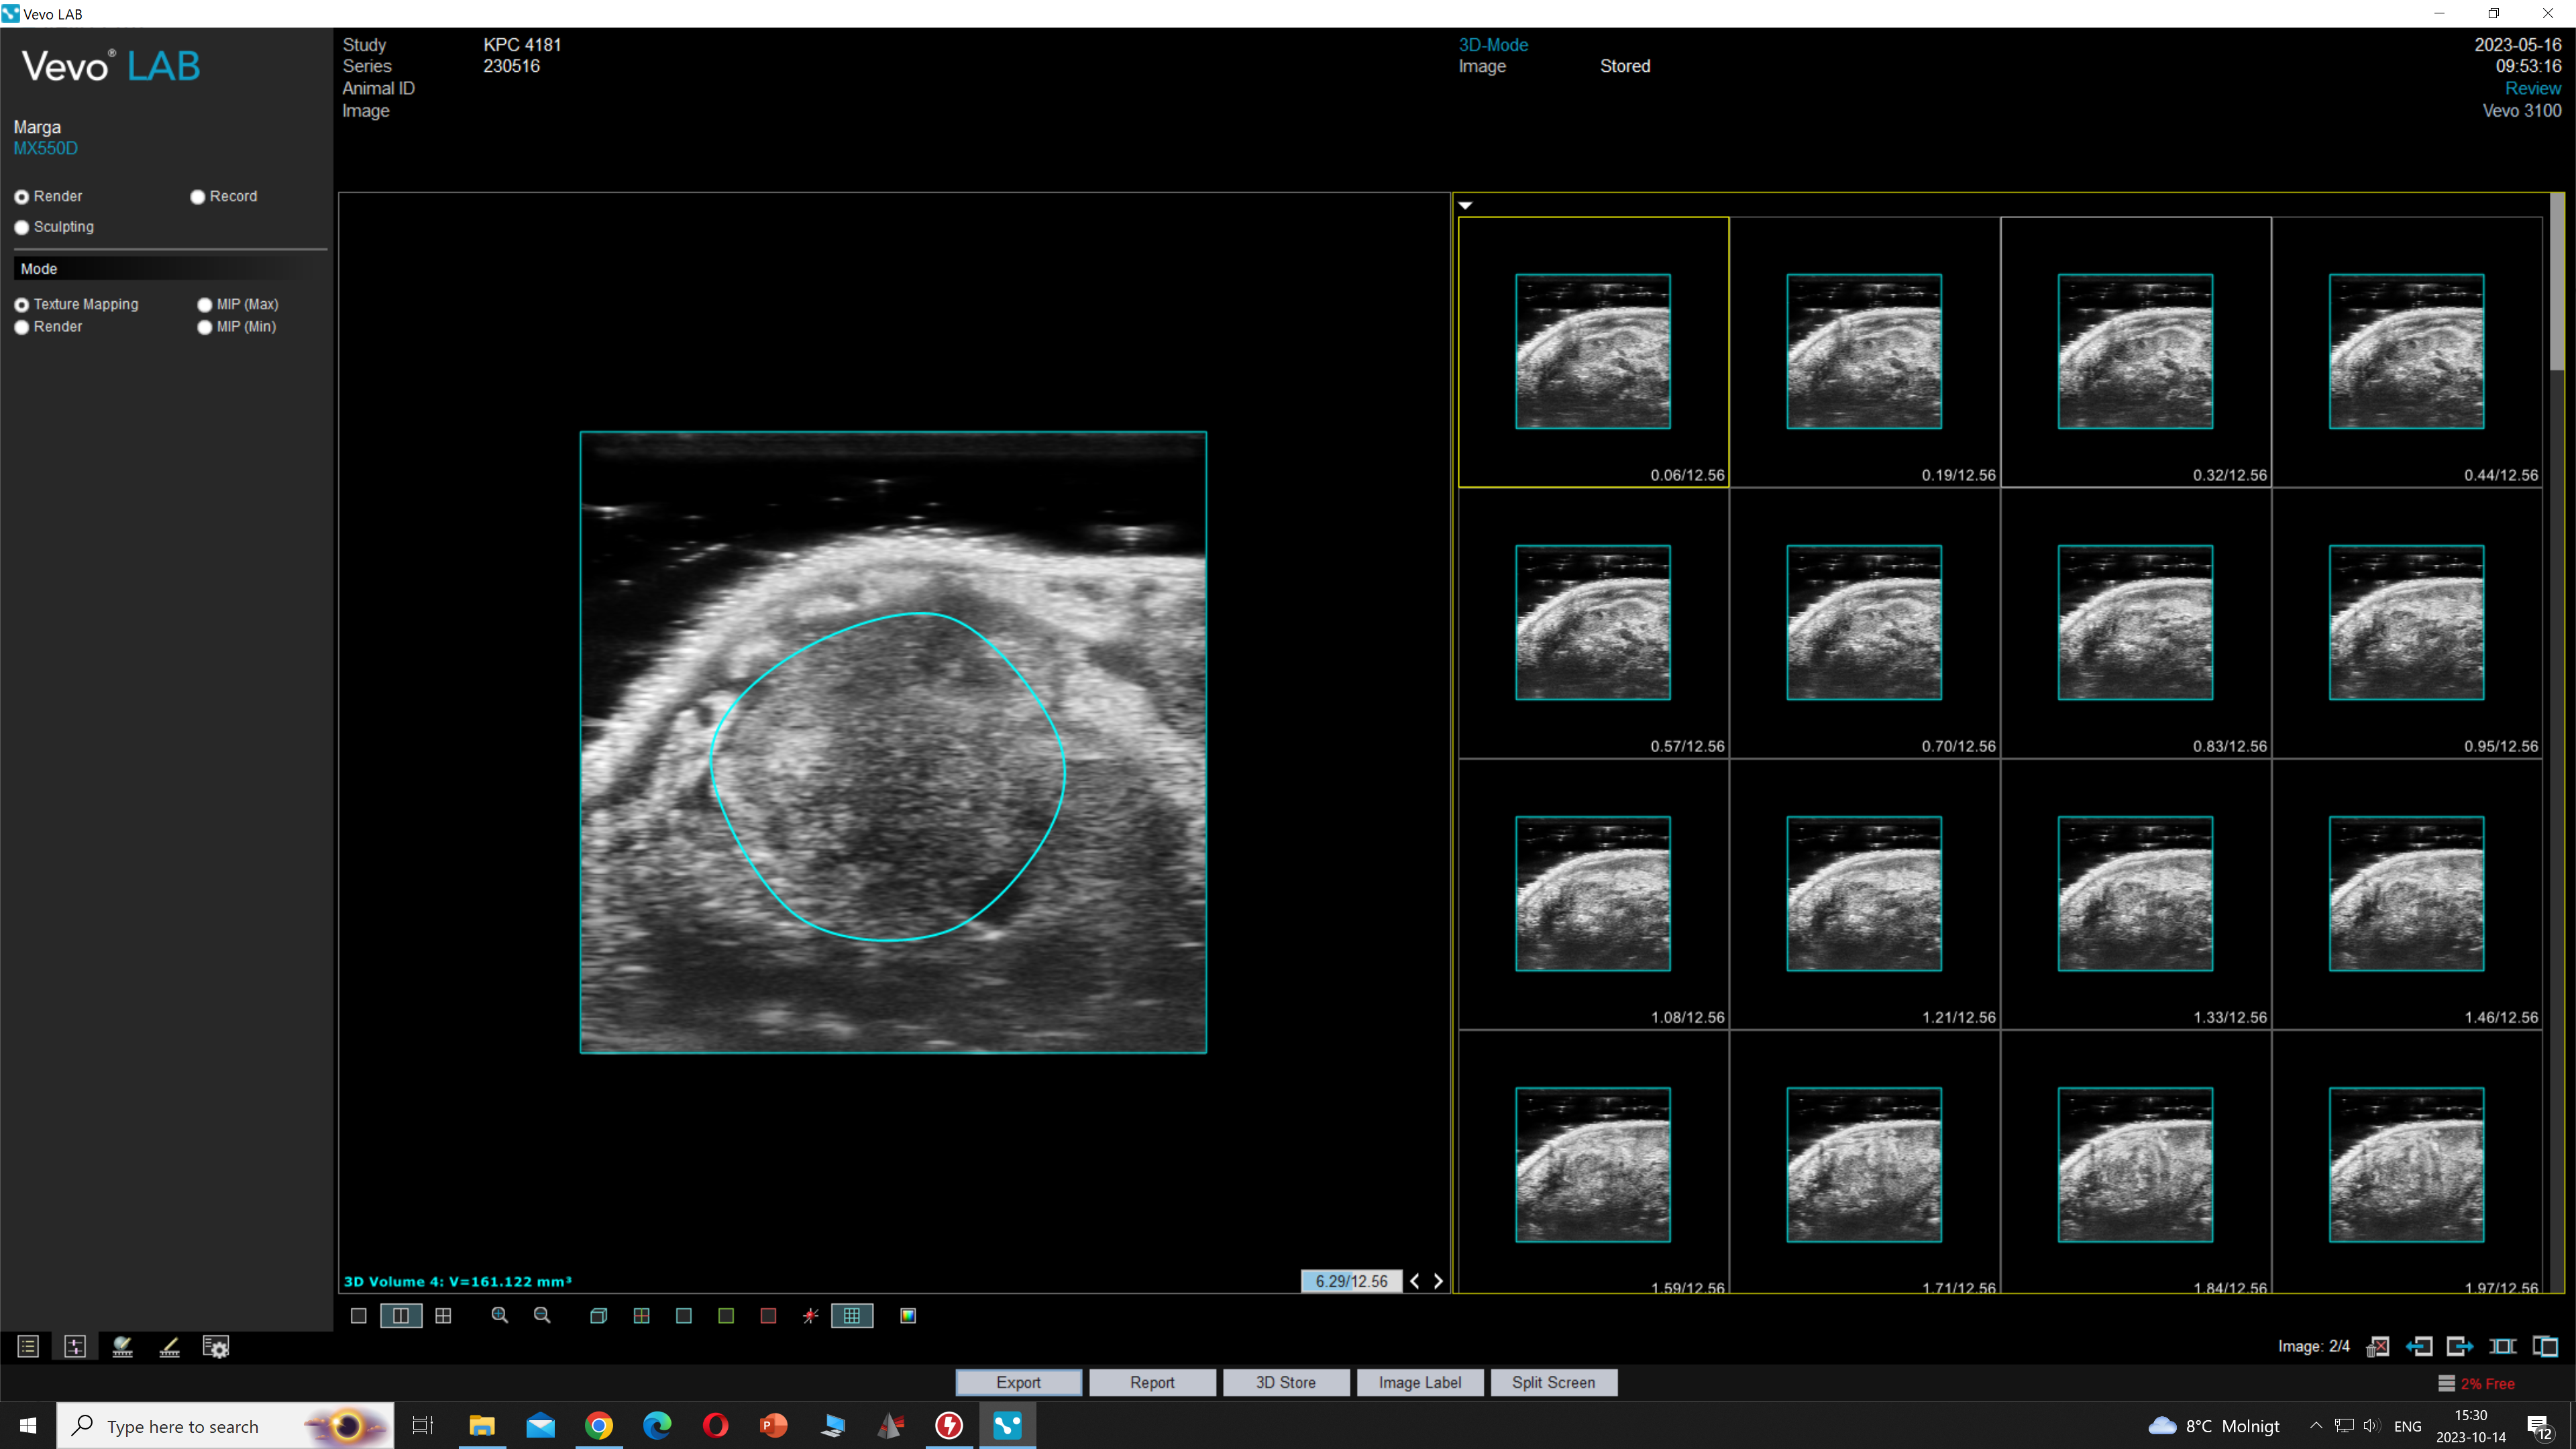 Vevo LAB
Vevo® LAB
Study KPC 4181
Series 230516
Animal ID
Image
3D-Mode
Image Stored
2023-05-16
09:53:16
Review
Vevo 3100
Marga
MX550D
Render Record
Sculpting
Mode
Texture Mapping MIP (Max)
Render MIP (Min)
0.06/12.56 0.19/12.56 0.32/12.56 0.44/12.56
0.57/12.56 0.70/12.56 0.83/12.56 0.95/12.56
1.08/12.56 1.21/12.56 1.33/12.56 1.46/12.56
1.59/12.56 1.71/12.56 1.84/12.56 1.97/12.56
3D Volume 4: V=161.122 mm³
6.29/12.56
Image: 2/4
Export Report 3D Store Image Label Split Screen
2% Free
Type here to search
P
8°C Molnigt
ENG
15:30
2023-10-14
12